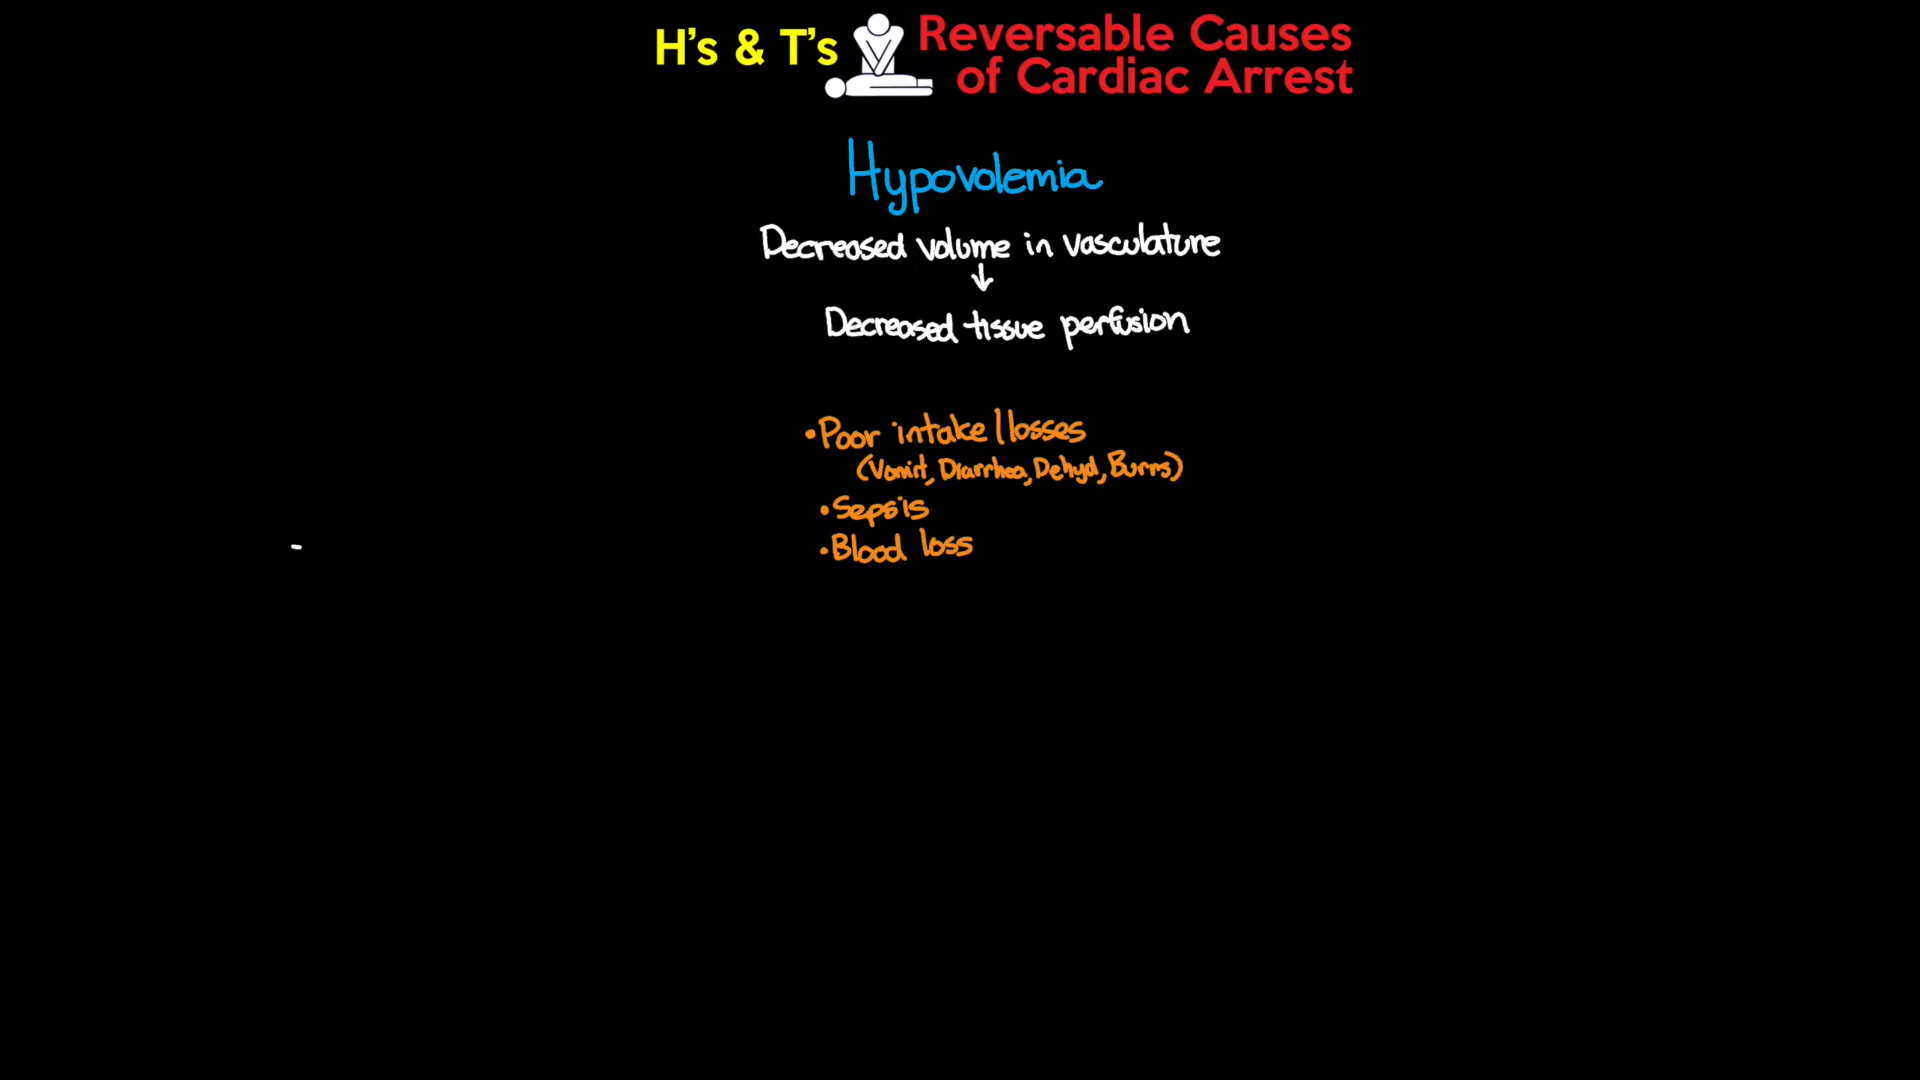 H's & T's
Reversable Causes
of Cardiac Arrest
Hypovolemia
Decreased volume in vasculature
↓
Decreased tissue perfusion
•Poor intake/losses
(Vomit, Diarrhea, Dehyd, Burns)
•Sepsis
•Blood loss
-